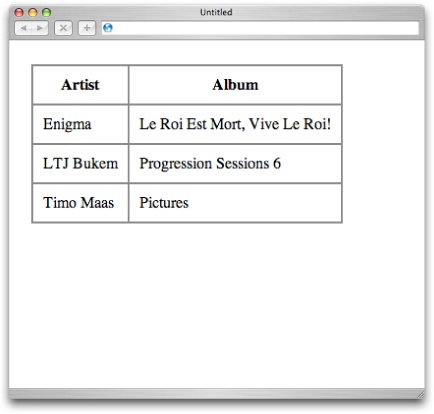 Untitled
Artist Album
Enigma Le Roi Est Mort, Vive Le Roi!
LTJ Bukem Progression Sessions 6
Timo Maas Pictures